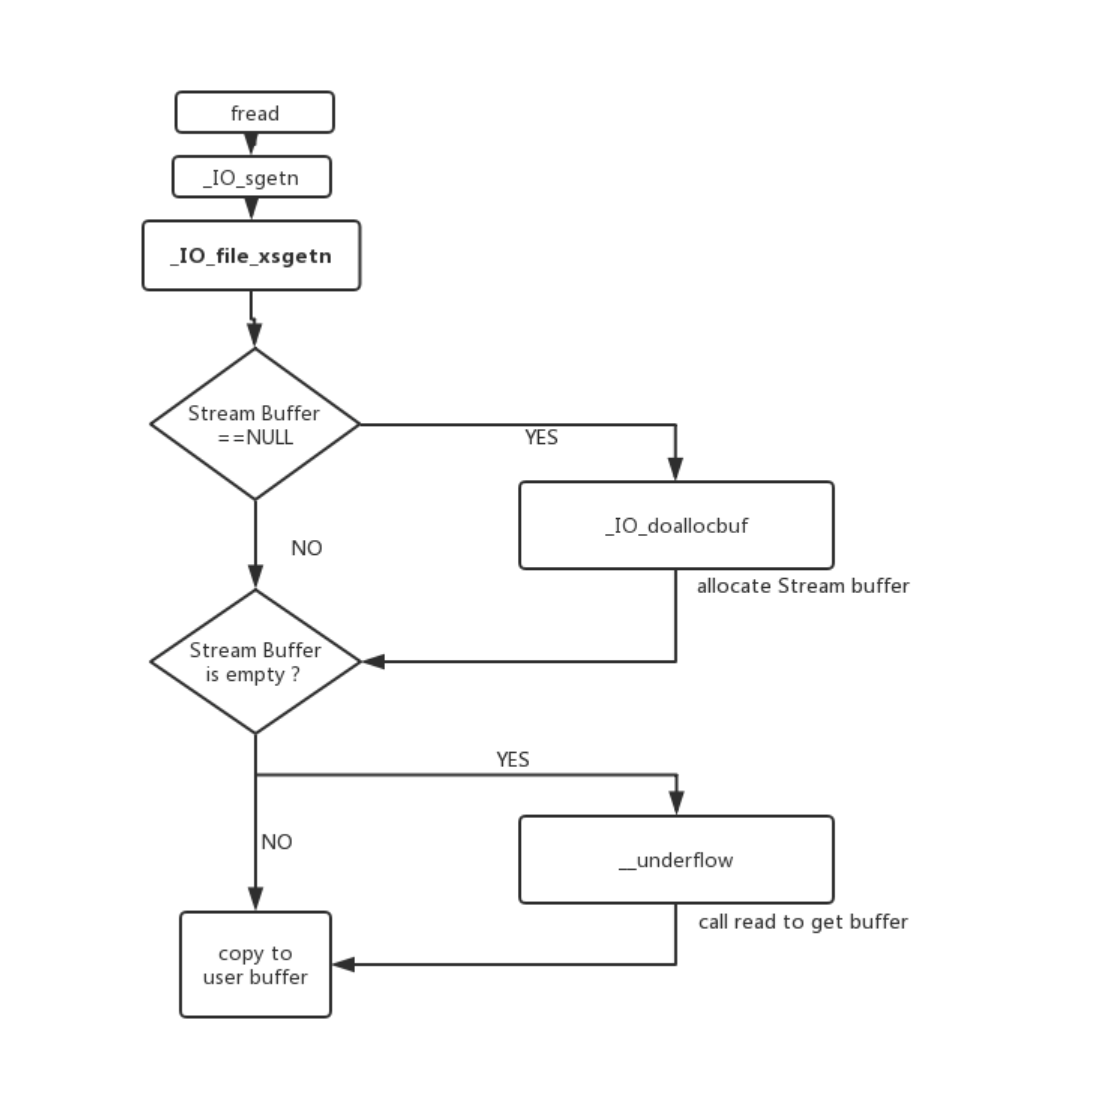 fread
_IO_sgetn
_IO_file_xsgetn
Stream Buffer
==NULL
YES
_IO_doallocbuf
NO
allocate Stream buffer
Stream Buffer
is empty ?
YES
NO
__underflow
call read to get buffer
copy to
user buffer